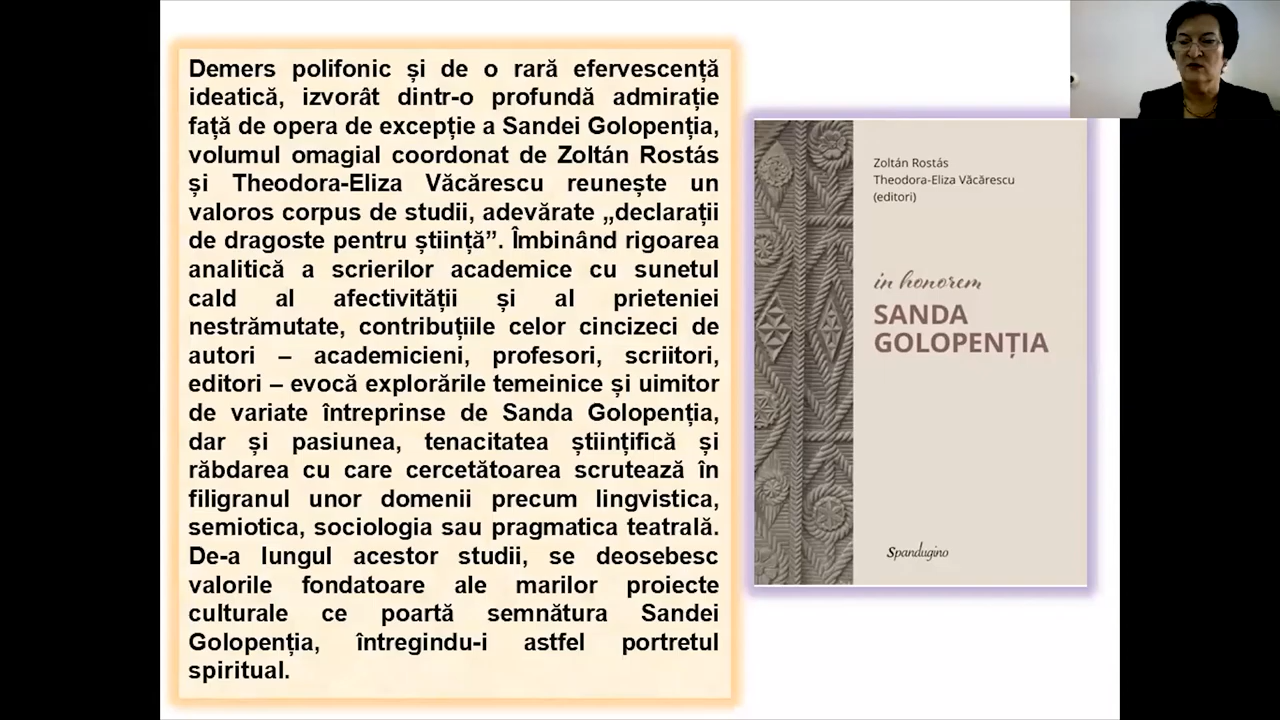 Demers polifonic și de o rară efervescență
ideatică, izvorât dintr-o profundă admirație
față de opera de excepție a Sandei Golopenția,
volumul omagial coordonat de Zoltán Rostás
și Theodora-Eliza Văcărescu reunește un
valoros corpus de studii, adevărate „declarații
de dragoste pentru știință”. Îmbinând rigoarea
analitică a scrierilor academice cu sunetul
cald al afectivității și al prieteniei
nestrămutate, contribuțiile celor cincizeci de
autori – academicieni, profesori, scriitori,
editori – evocă explorările temeinice și uimitor
de variate întreprinse de Sanda Golopenția,
dar și pasiunea, tenacitatea științifică și
răbdarea cu care cercetătoarea scrutează în
filigranul unor domenii precum lingvistica,
semiotica, sociologia sau pragmatica teatrală.
De-a lungul acestor studii, se deosebesc
valorile fondatoare ale marilor proiecte
culturale ce poartă semnătura Sandei
Golopenția, întregindu-i astfel portretul
spiritual.
Zoltán Rostás
Theodora-Eliza Văcărescu
(editori)
in honorem
SANDA
GOLOPENȚIA
Spandugino